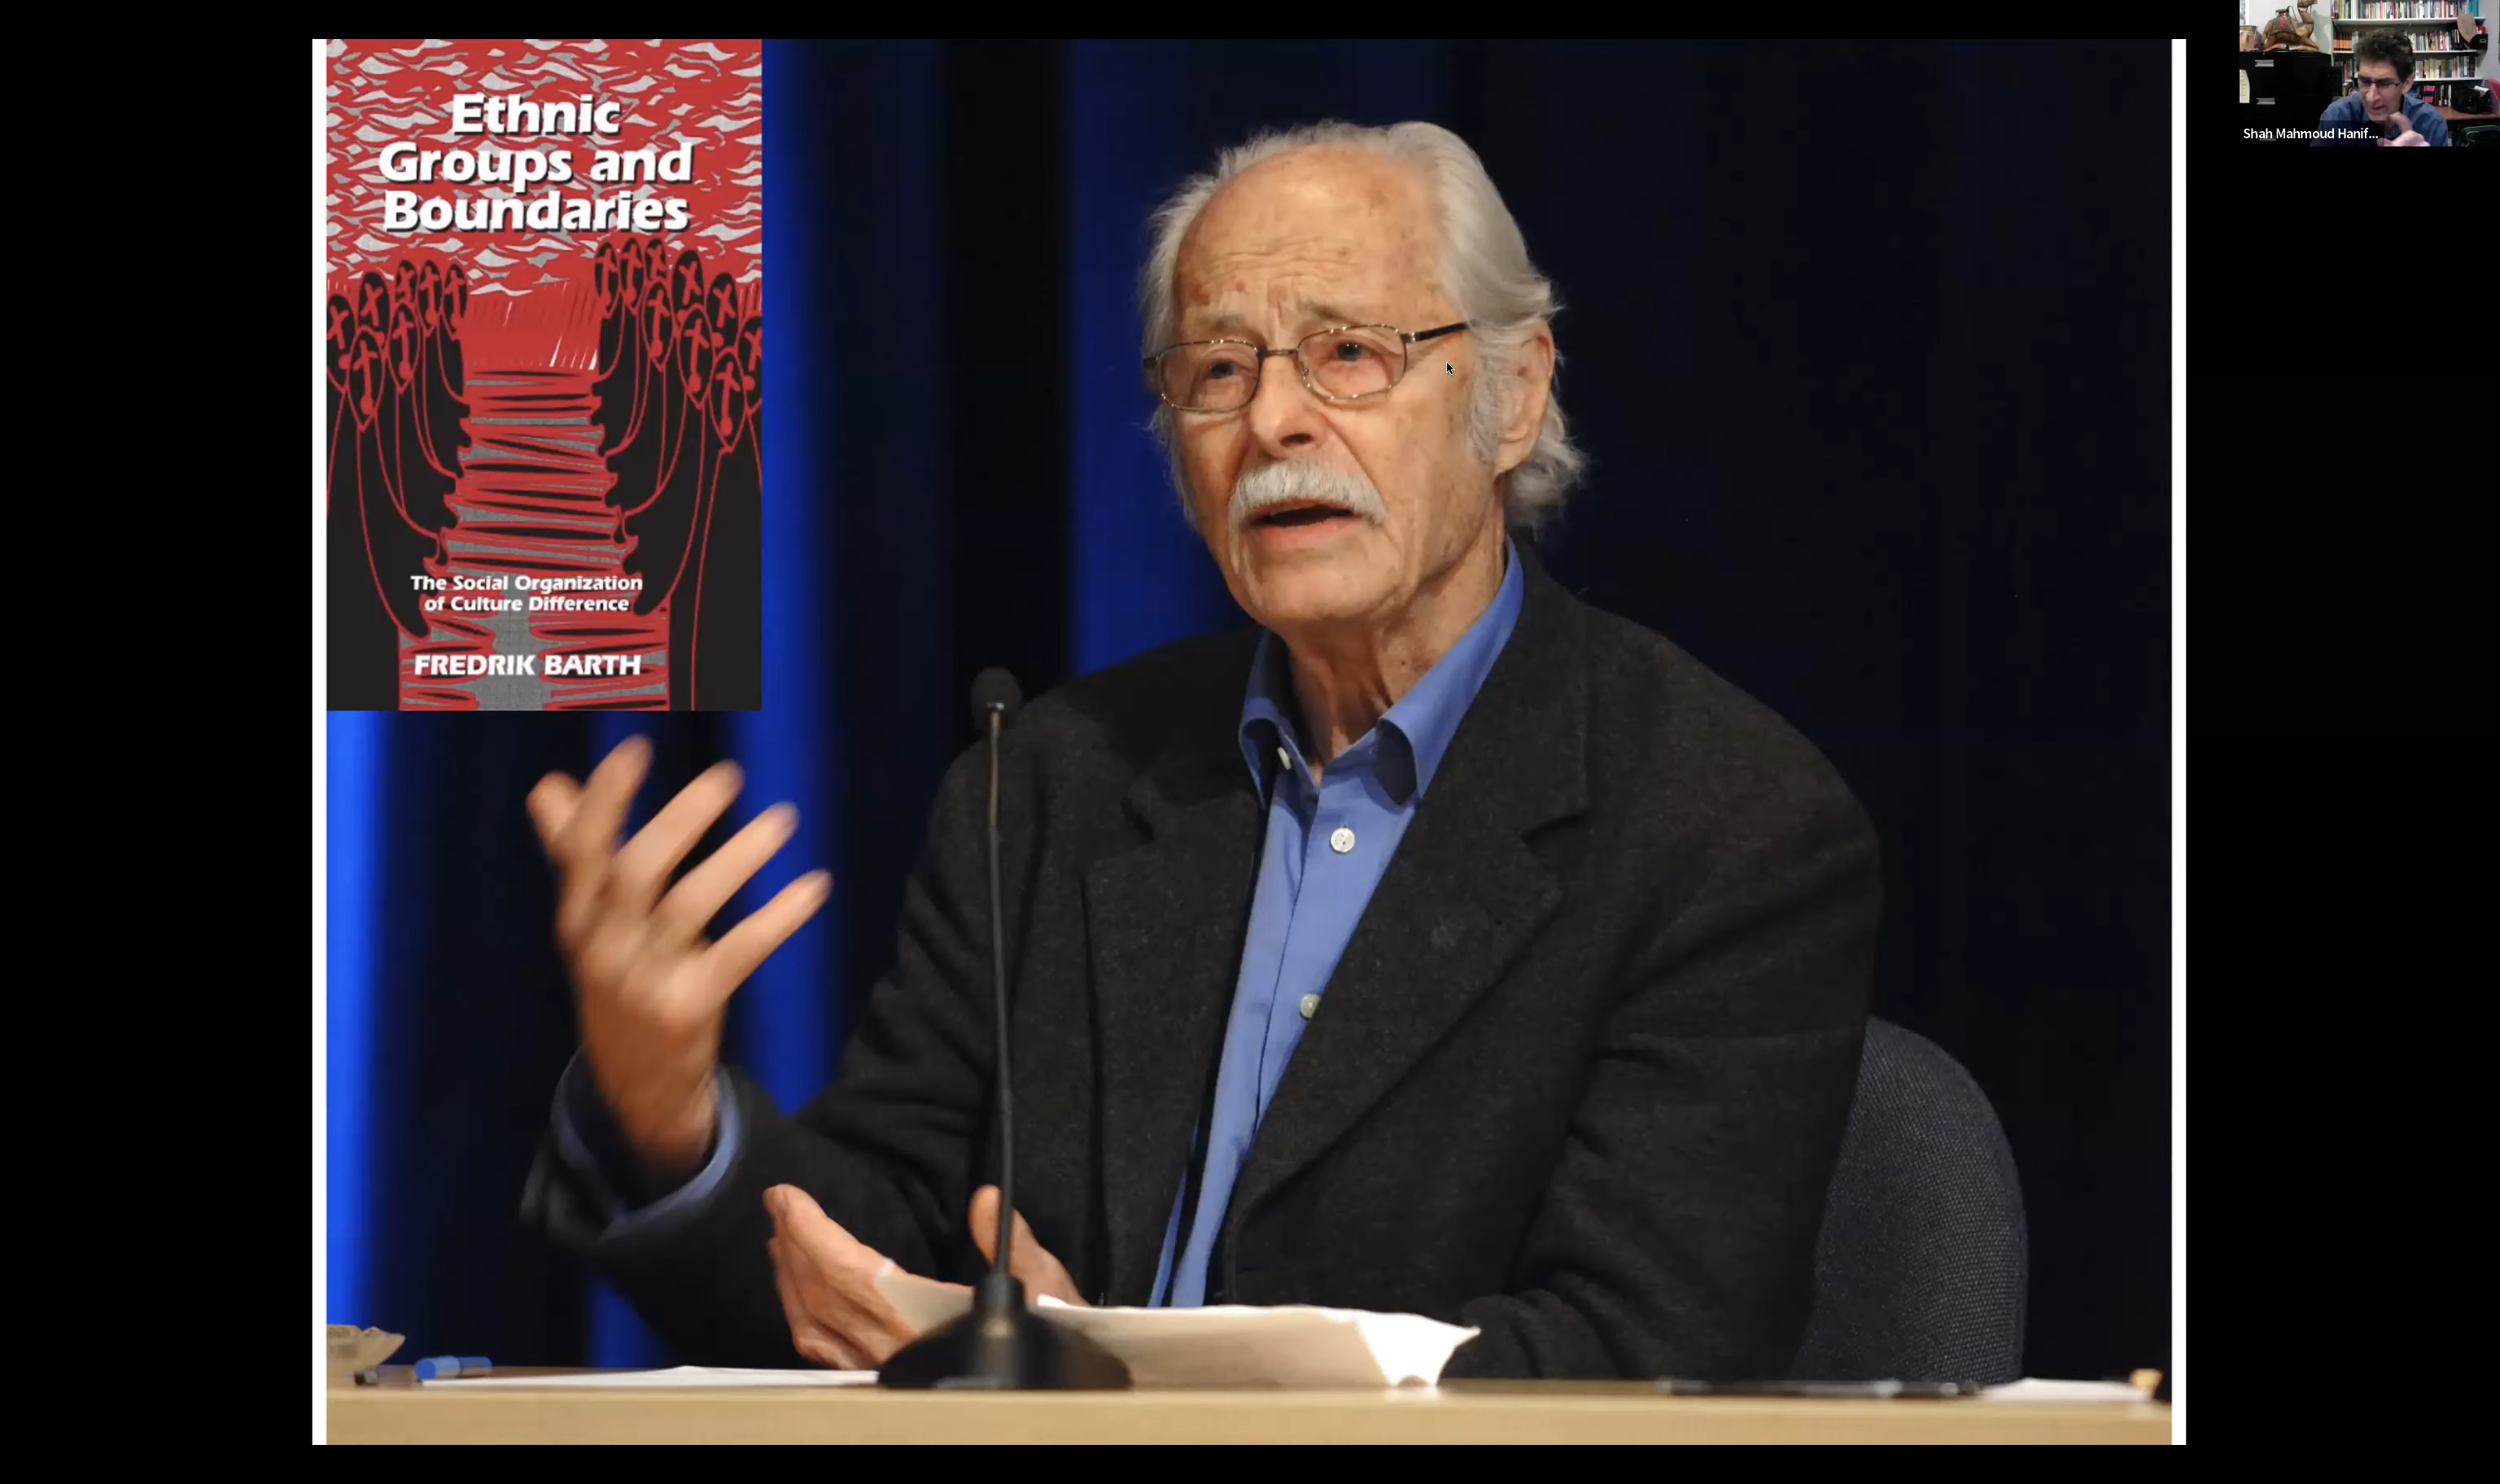 Ethnic
Groups and
Boundaries
The Social Organization
of Culture Difference
FREDRIK BARTH
Shah Mahmoud Hanif...